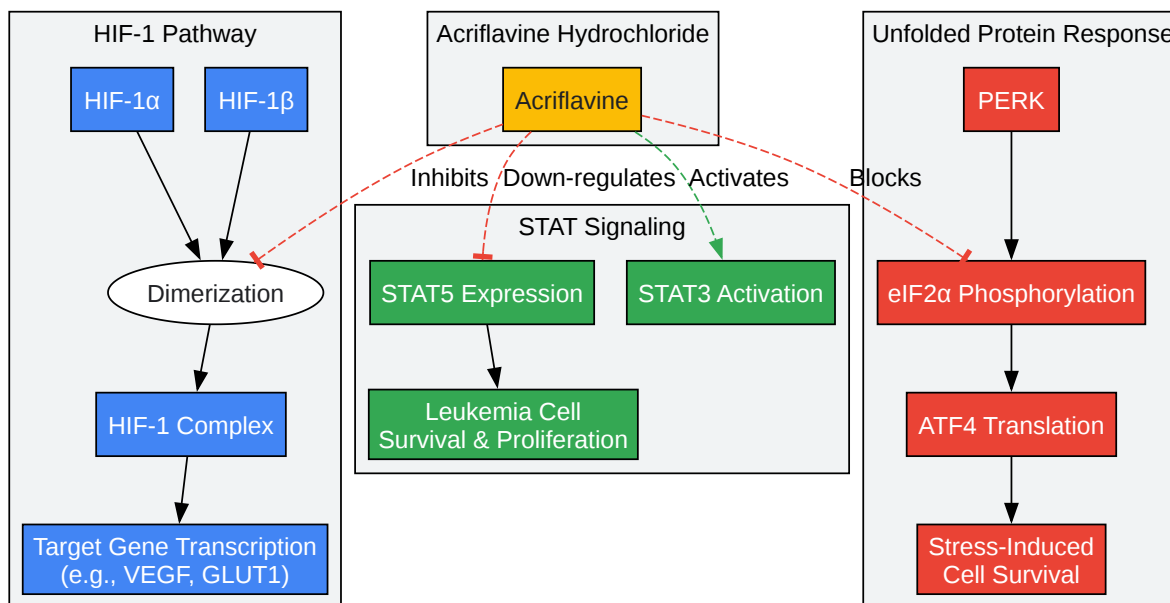 HIF-1 Pathway
HIF-1α
HIF-1β
Dimerization
HIF-1 Complex
Target Gene Transcription
(e.g., VEGF, GLUT1)
Acriflavine Hydrochloride
Acriflavine
Inhibits
Down-regulates
Activates
Blocks
STAT Signaling
STAT5 Expression
STAT3 Activation
Leukemia Cell
Survival & Proliferation
Unfolded Protein Response
PERK
eIF2α Phosphorylation
ATF4 Translation
Stress-Induced
Cell Survival